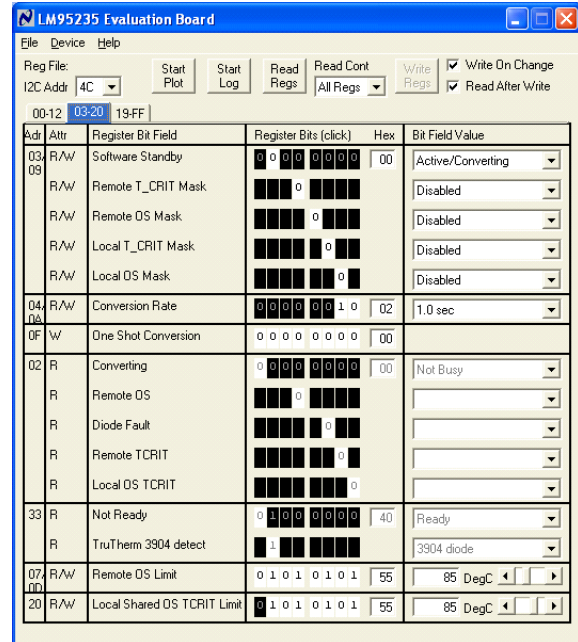 LM95235 Evaluation Board
File Device Help
Reg File:
I2C Addr 4C
Start Plot
Start Log
Read Regs
Read Cont
All Regs
Write Regs
Write On Change
Read After Write
00-12 03-20 19-FF
Adr Attr Register Bit Field Register Bits (click) Hex Bit Field Value
03/09 R/W Software Standby 0 0 0 0 0 0 0 0 00 Active/Converting
R/W Remote T_CRIT Mask 0 Disabled
R/W Remote OS Mask 0 Disabled
R/W Local T_CRIT Mask 0 Disabled
R/W Local OS Mask 0 Disabled
04/0A R/W Conversion Rate 0 0 0 0 0 0 1 0 02 1.0 sec
0F W One Shot Conversion 0 0 0 0 0 0 0 0 00
02 R Converting 0 0 0 0 0 0 0 0 00 Not Busy
R Remote OS 0
R Diode Fault 0
R Remote TCRIT 0
R Local OS TCRIT 0
33 R Not Ready 0 1 0 0 0 0 0 0 40 Ready
R TruTherm 3904 detect 1 3904 diode
07/0D R/W Remote OS Limit 0 1 0 1 0 1 0 1 55 85 DegC
20 R/W Local Shared OS TCRIT Limit 0 1 0 1 0 1 0 1 55 85 DegC